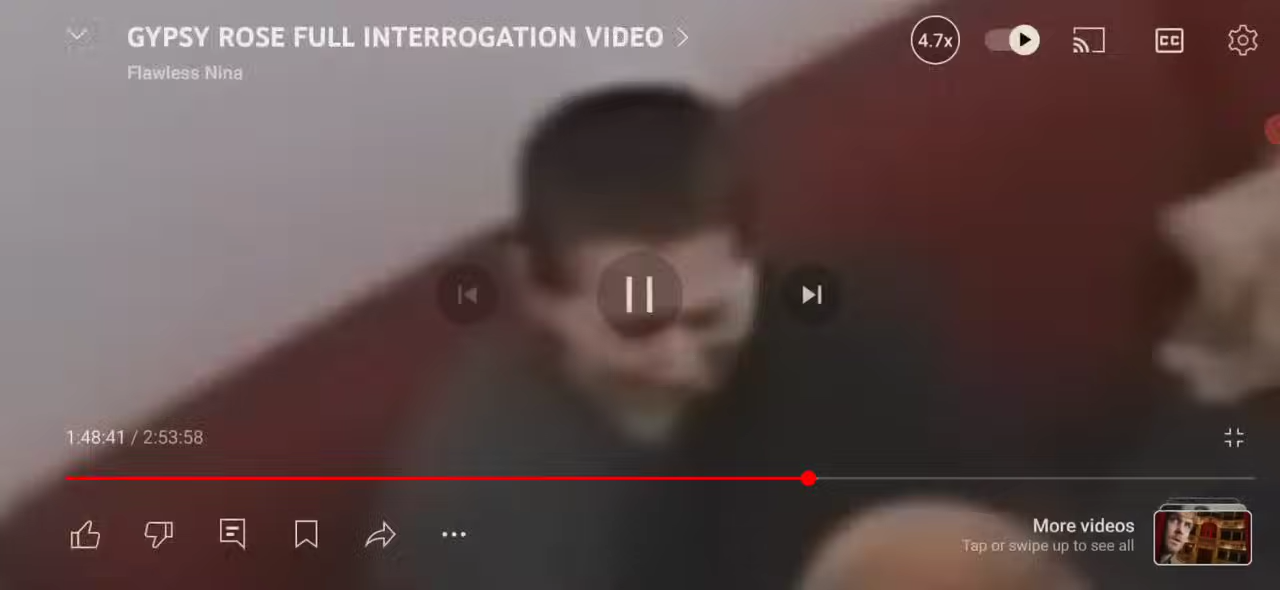 GYPSY ROSE FULL INTERROGATION VIDEO
4.7x
CC
Flawless Nina
1:48:41 / 2:53:58
More videos
Tap or swipe up to see all